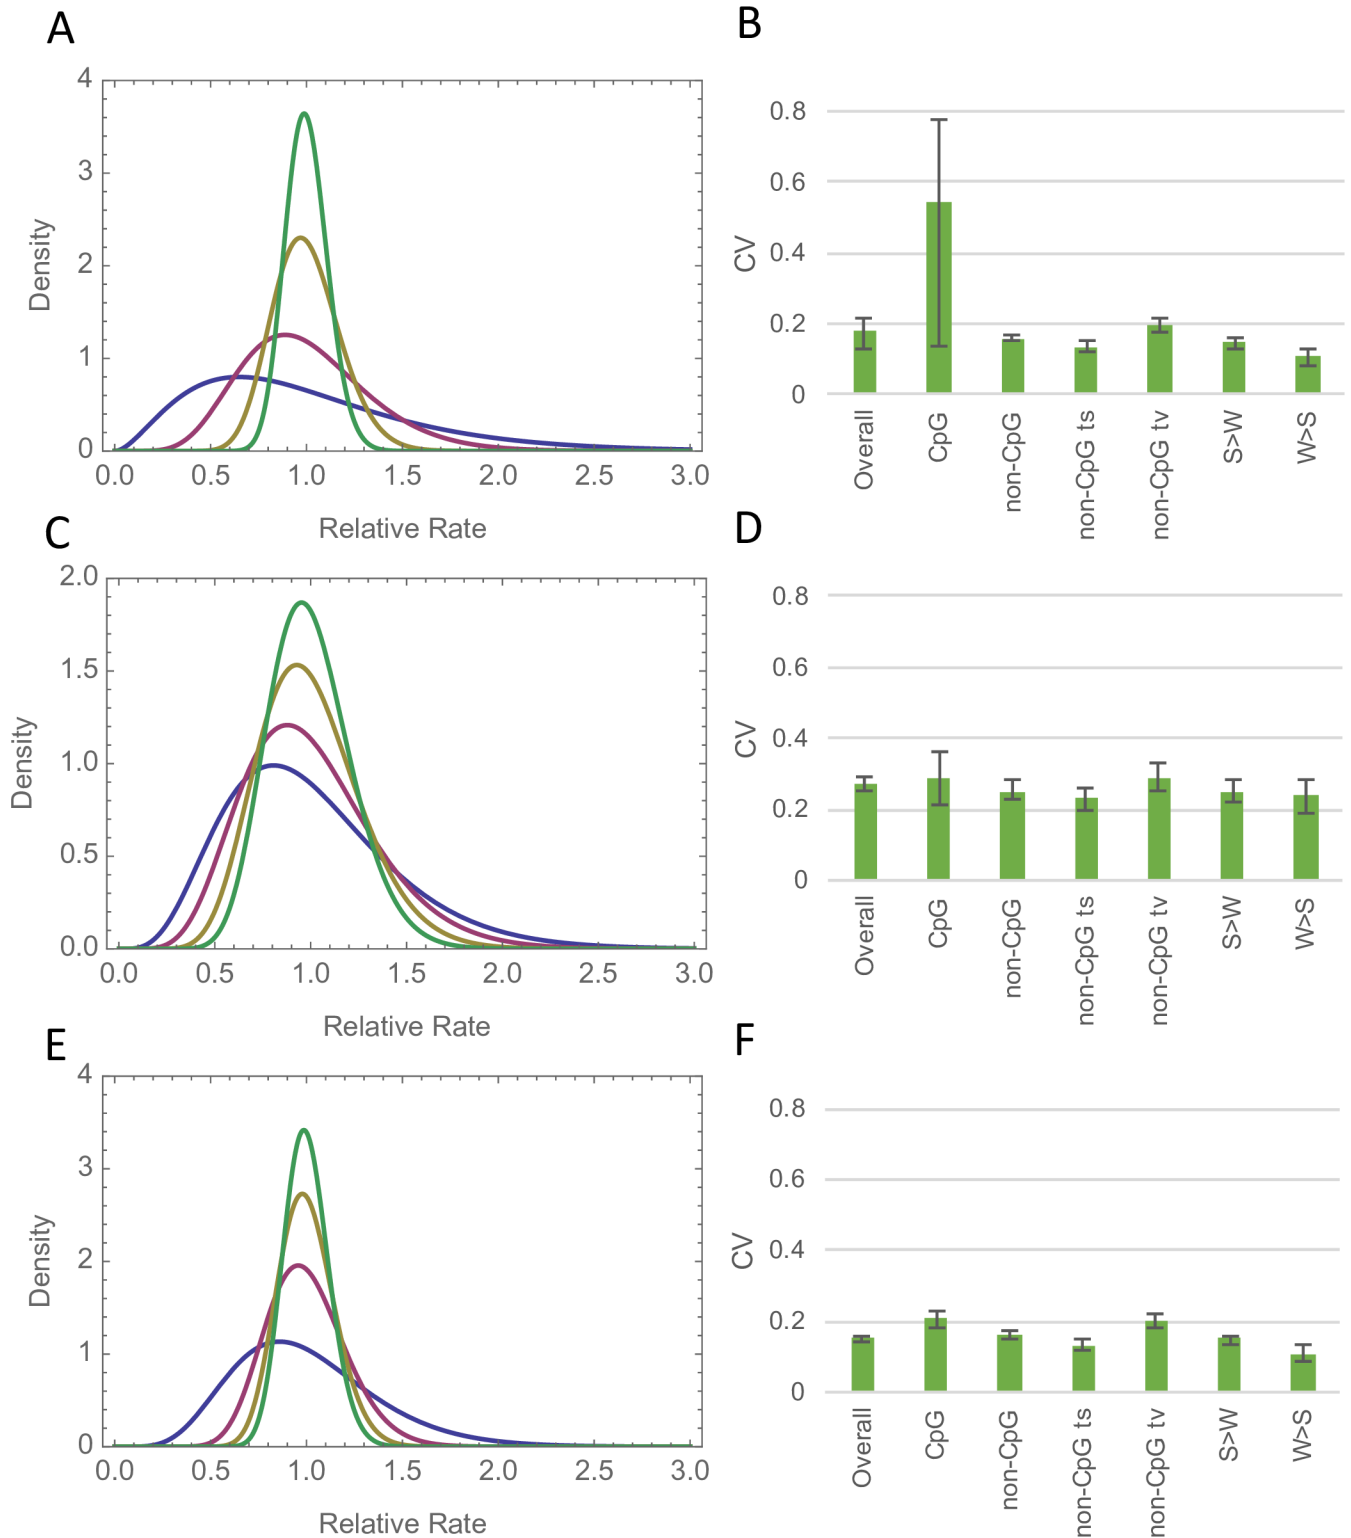 A
4
3
2
1
0
Density
0.0 0.5 1.0 1.5 2.0 2.5 3.0
Relative Rate
B
0.8
0.6
0.4
0.2
0
CV
Overall
CpG
non-CpG
non-CpG ts
non-CpG tv
S>W
W>S
C
2.0
1.5
1.0
0.5
0.0
Density
0.0 0.5 1.0 1.5 2.0 2.5 3.0
Relative Rate
D
0.8
0.6
0.4
0.2
0
CV
Overall
CpG
non-CpG
non-CpG ts
non-CpG tv
S>W
W>S
E
4
3
2
1
0
Density
0.0 0.5 1.0 1.5 2.0 2.5 3.0
Relative Rate
F
0.8
0.6
0.4
0.2
0
CV
Overall
CpG
non-CpG
non-CpG ts
non-CpG tv
S>W
W>S